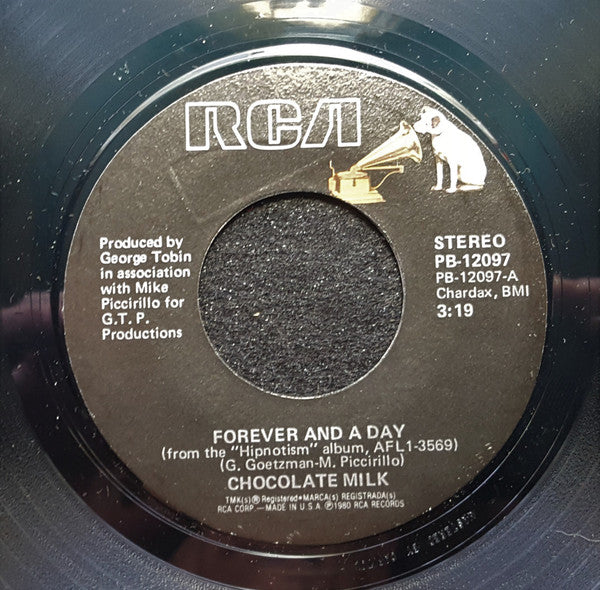 RCA
Produced by
George Tobin
in association
with Mike
Piccirillo for
G.T. P.
Productions
STEREO
PB-12097
PB-12097-A
Chardax, BMI
3:19
FOREVER AND A DAY
(from the "Hipnotism" album, AFL1-3569)
(G. Goetzman-M. Piccirillo)
CHOCOLATE MILK
TMK(s) ® Registered • MARCA(s) REGISTRADA(s)
RCA CORP.—MADE IN U.S.A. ℗1980 RCA RECORDS